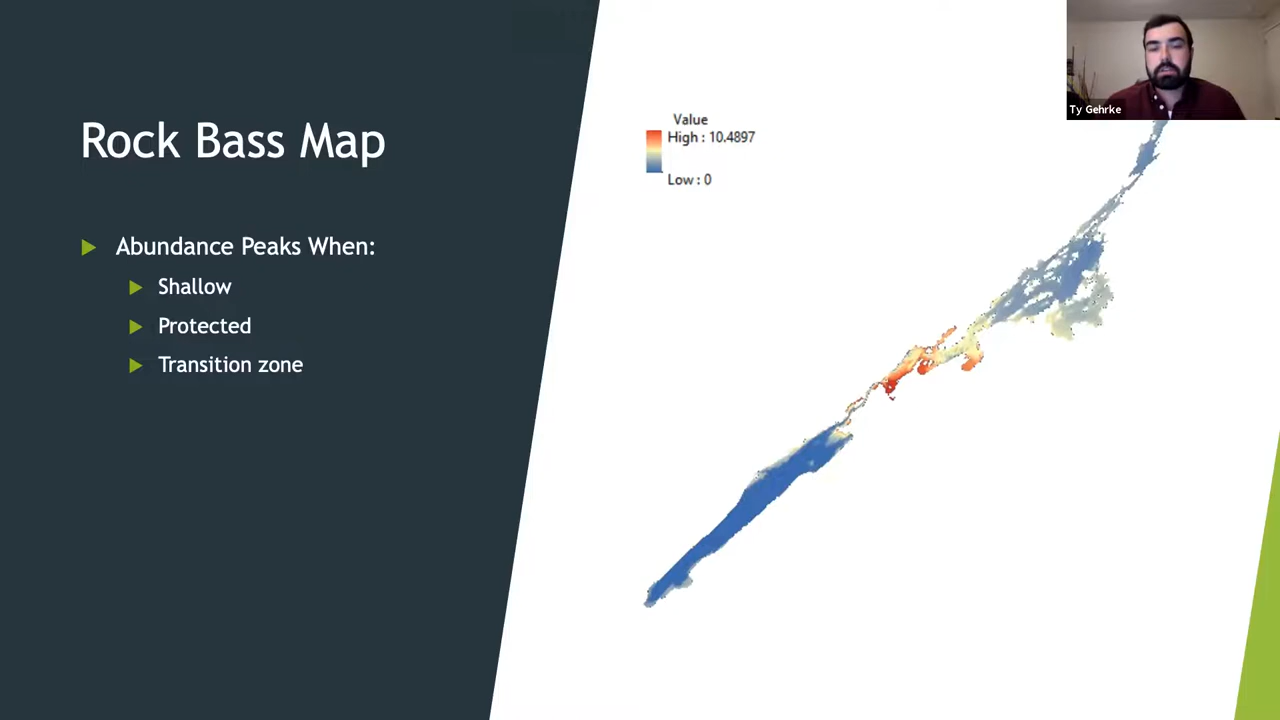 Rock Bass Map
Abundance Peaks When:
Shallow
Protected
Transition zone
Value
High : 10.4897
Low : 0
Ty Gehrke